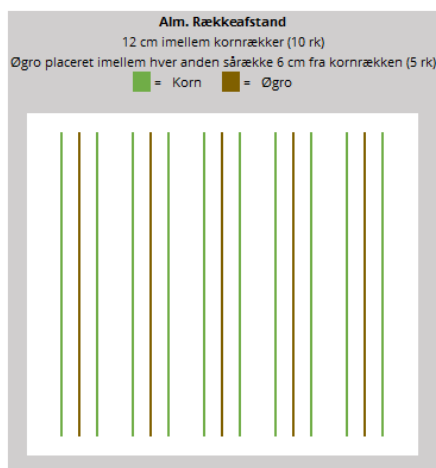 Alm. Rækkeafstand
12 cm imellem kornrækker (10 rk)
Øgro placeret imellem hver anden sårække 6 cm fra kornrækken (5 rk)
= Korn = Øgro